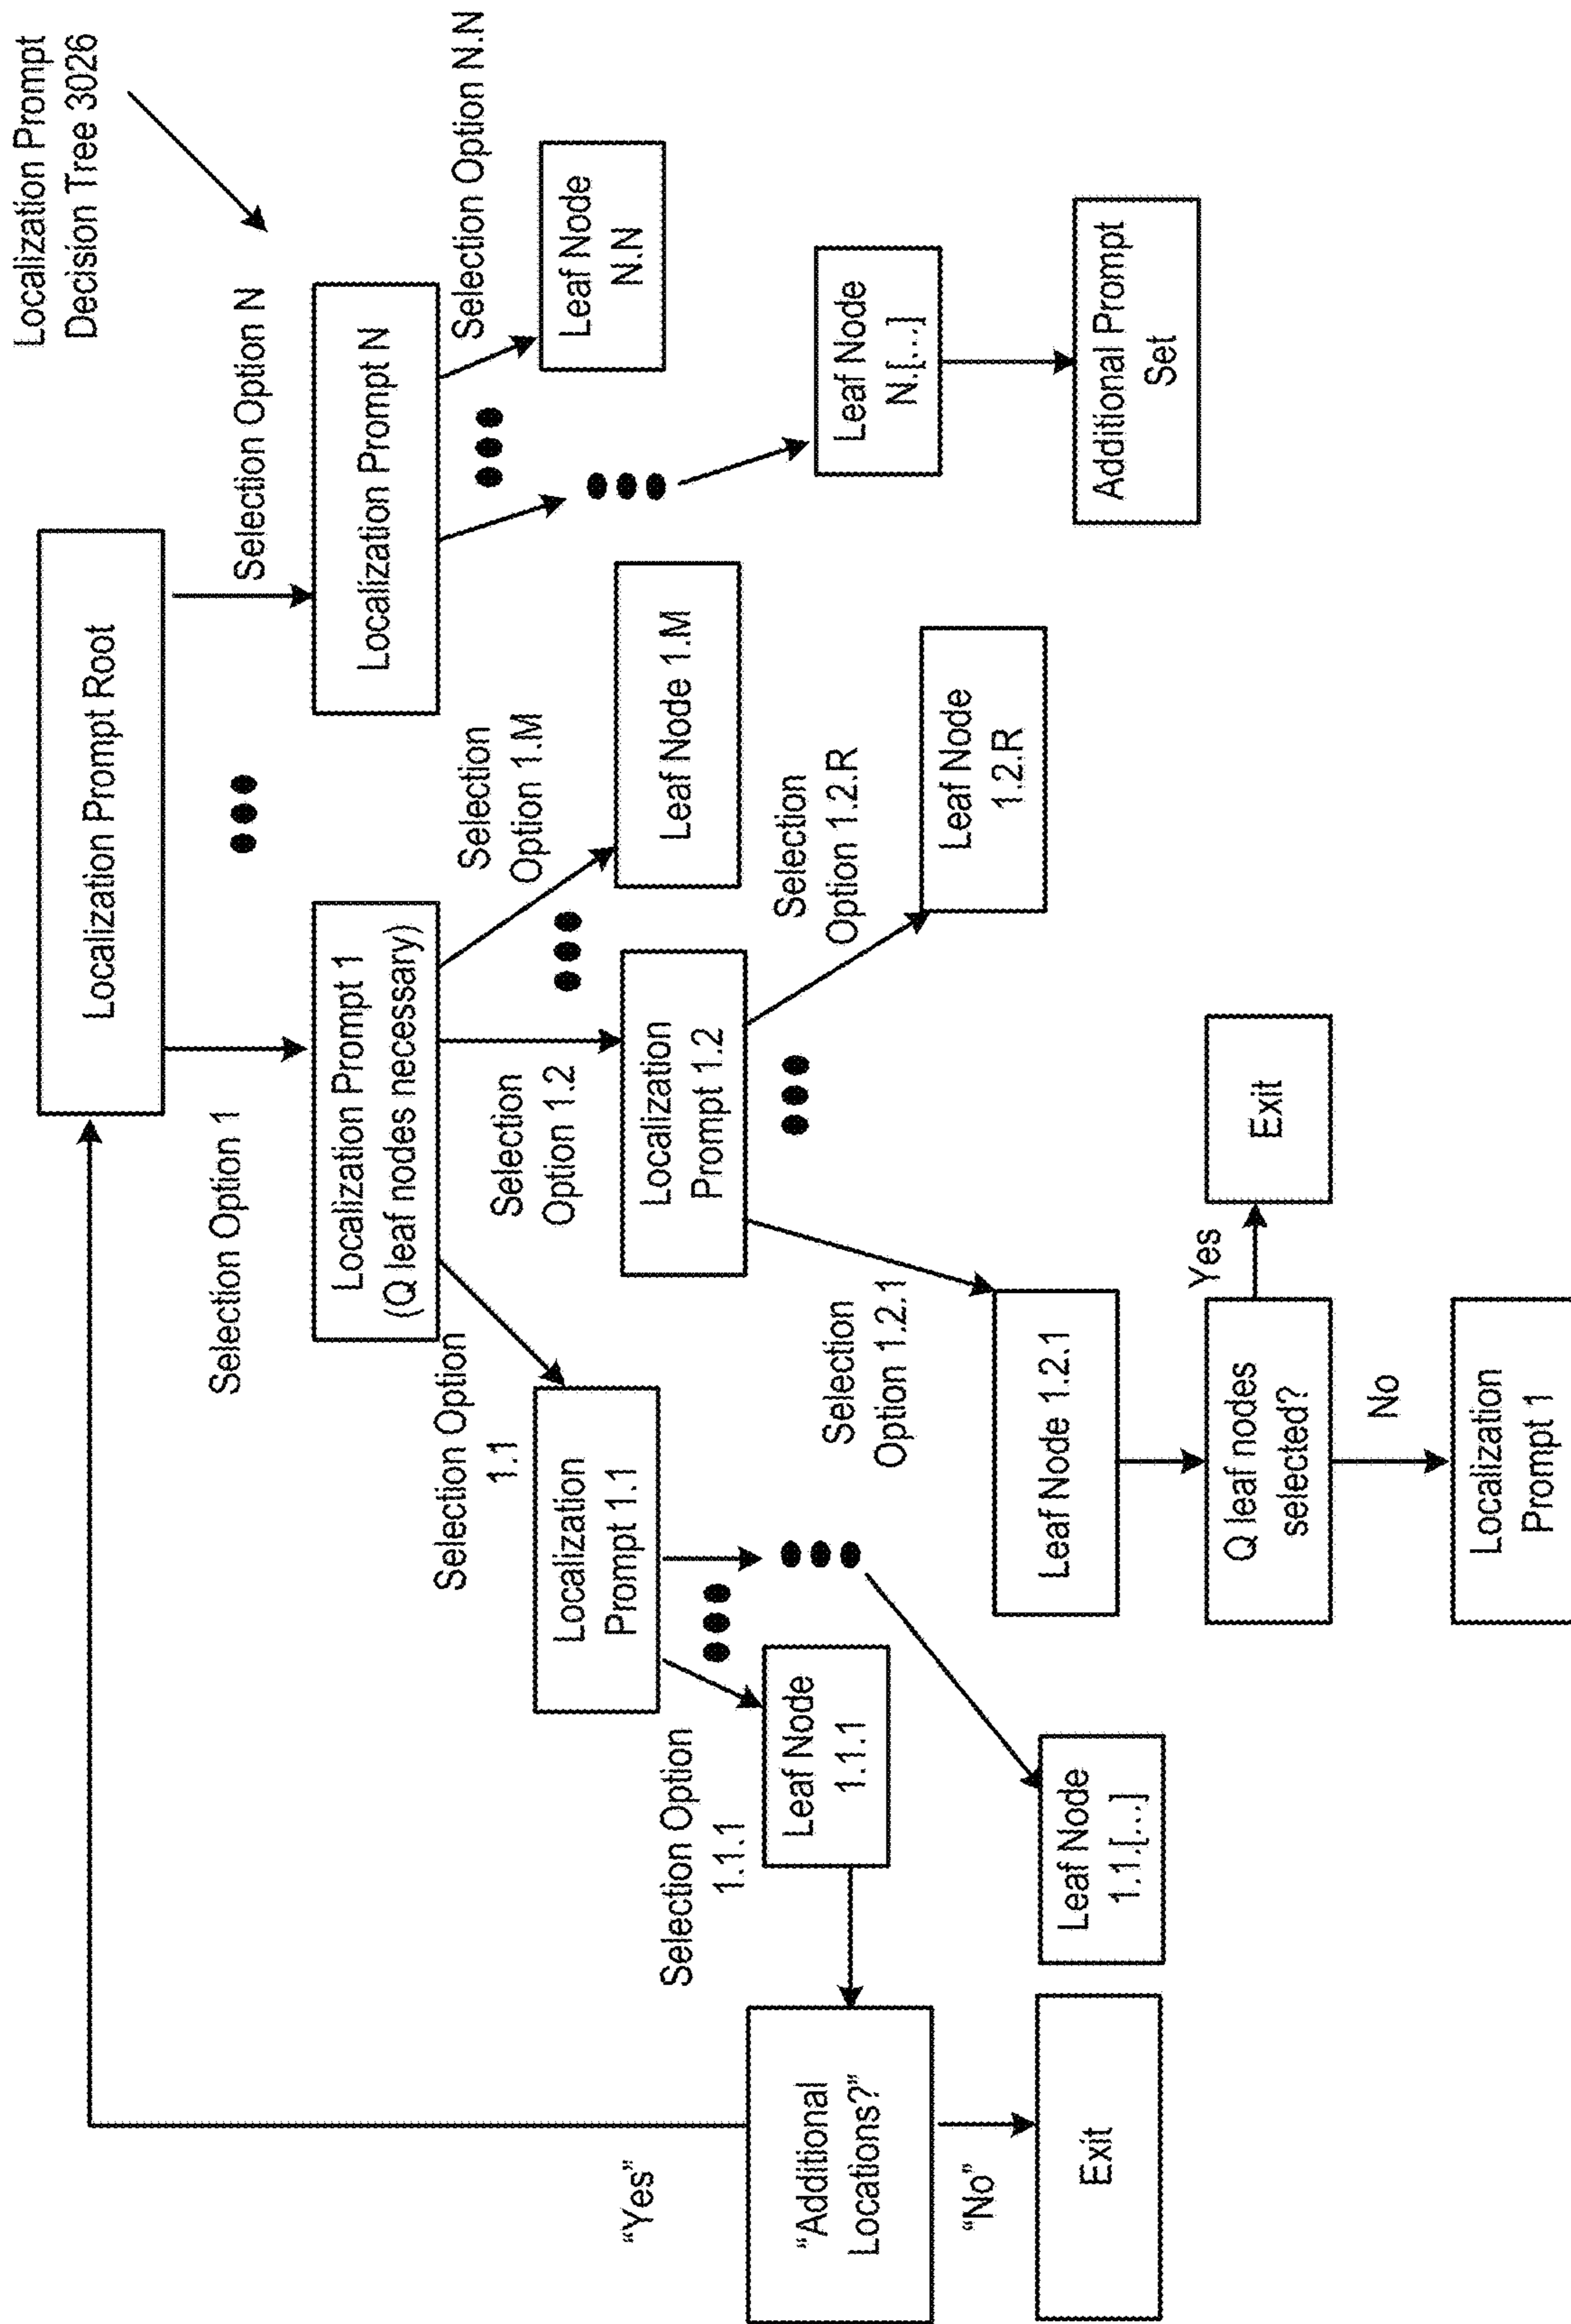 Localization Prompt
Decision Tree 3026
Localization Prompt Root
Selection Option 1
Selection Option N
Localization Prompt 1
(Q leaf nodes necessary)
Localization Prompt N
Selection Option
1.1
Selection
Option 1.2
Selection
Option 1.M
Selection Option N.N
Localization
Prompt 1.1
Localization
Prompt 1.2
Leaf Node 1.M
Leaf Node
N.N
"Yes"
Selection Option
1.1.1
Selection
Option 1.2.1
Selection
Option 1.2.R
"Additional
Locations?"
Leaf Node
1.1.1
Leaf Node
N.[...]
Leaf Node
1.2.R
"No"
Exit
Leaf Node
1.1.[...]
Leaf Node 1.2.1
Additional Prompt
Set
Q leaf nodes
selected?
Yes
Exit
No
Localization
Prompt 1